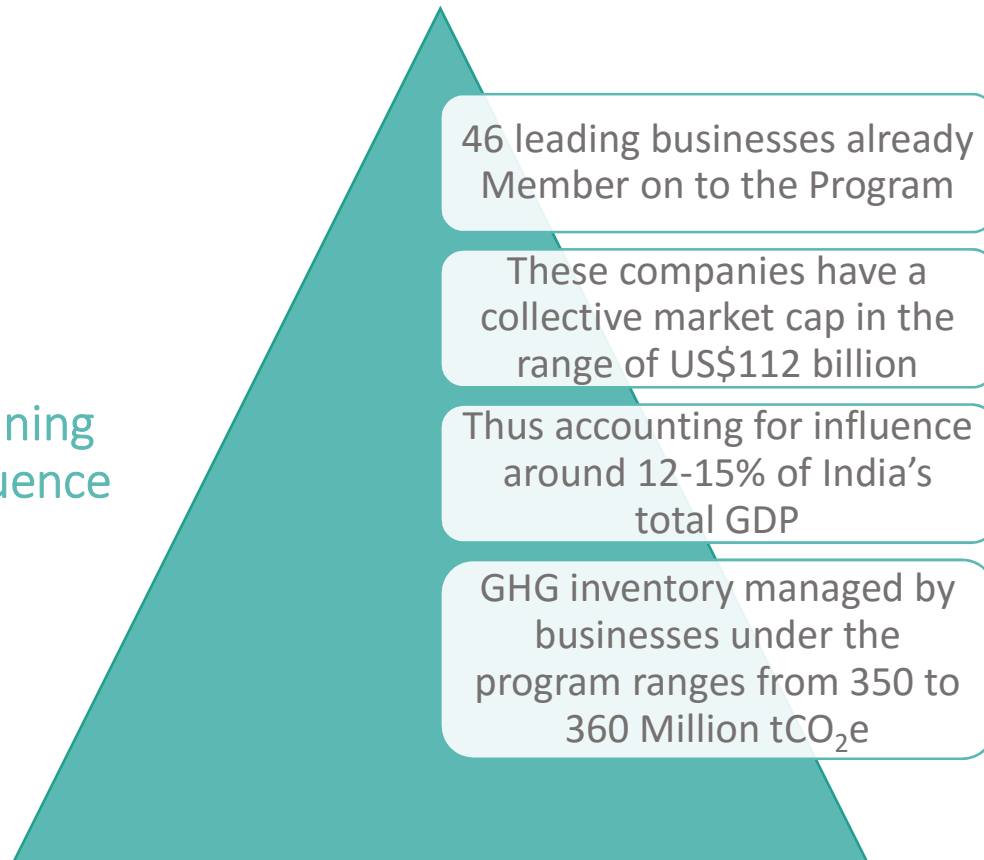 ning
uence
46 leading businesses already
Member on to the Program
These companies have a
collective market cap in the
range of US$112 billion
Thus accounting for influence
around 12-15% of India’s
total GDP
GHG inventory managed by
businesses under the
program ranges from 350 to
360 Million tCO₂e